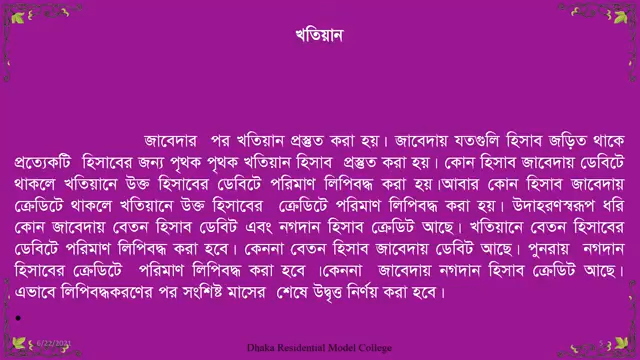 খতিয়ান
জাবেদার পর খতিয়ান প্রস্তুত করা হয়। জাবেদায় যতগুলি হিসাব জড়িত থাকে
প্রত্যেকটি হিসাবের জন্য পৃথক পৃথক খতিয়ান হিসাব প্রস্তুত করা হয়। কোন হিসাব জাবেদায় ডেবিটে
থাকলে খতিয়ানে উক্ত হিসাবের ডেবিটে পরিমাণ লিপিবদ্ধ করা হয়।আবার কোন হিসাব জাবেদায়
ক্রেডিটে থাকলে খতিয়ানে উক্ত হিসাবের ক্রেডিটে পরিমাণ লিপিবদ্ধ করা হয়। উদাহরণস্বরূপ ধরি
কোন জাবেদায় বেতন হিসাব ডেবিট এবং নগদান হিসাব ক্রেডিট আছে। খতিয়ানে বেতন হিসাবের
ডেবিটে পরিমাণ লিপিবদ্ধ করা হবে। কেননা বেতন হিসাব জাবেদায় ডেবিট আছে। পুনরায় নগদান
হিসাবের ক্রেডিটে পরিমাণ লিপিবদ্ধ করা হবে ।কেননা জাবেদায় নগদান হিসাব ক্রেডিট আছে।
এভাবে লিপিবদ্ধকরণের পর সংশিষ্ট মাসের শেষে উদ্বৃত্ত নির্ণয় করা হবে।
6/22/2021
Dhaka Residential Model College